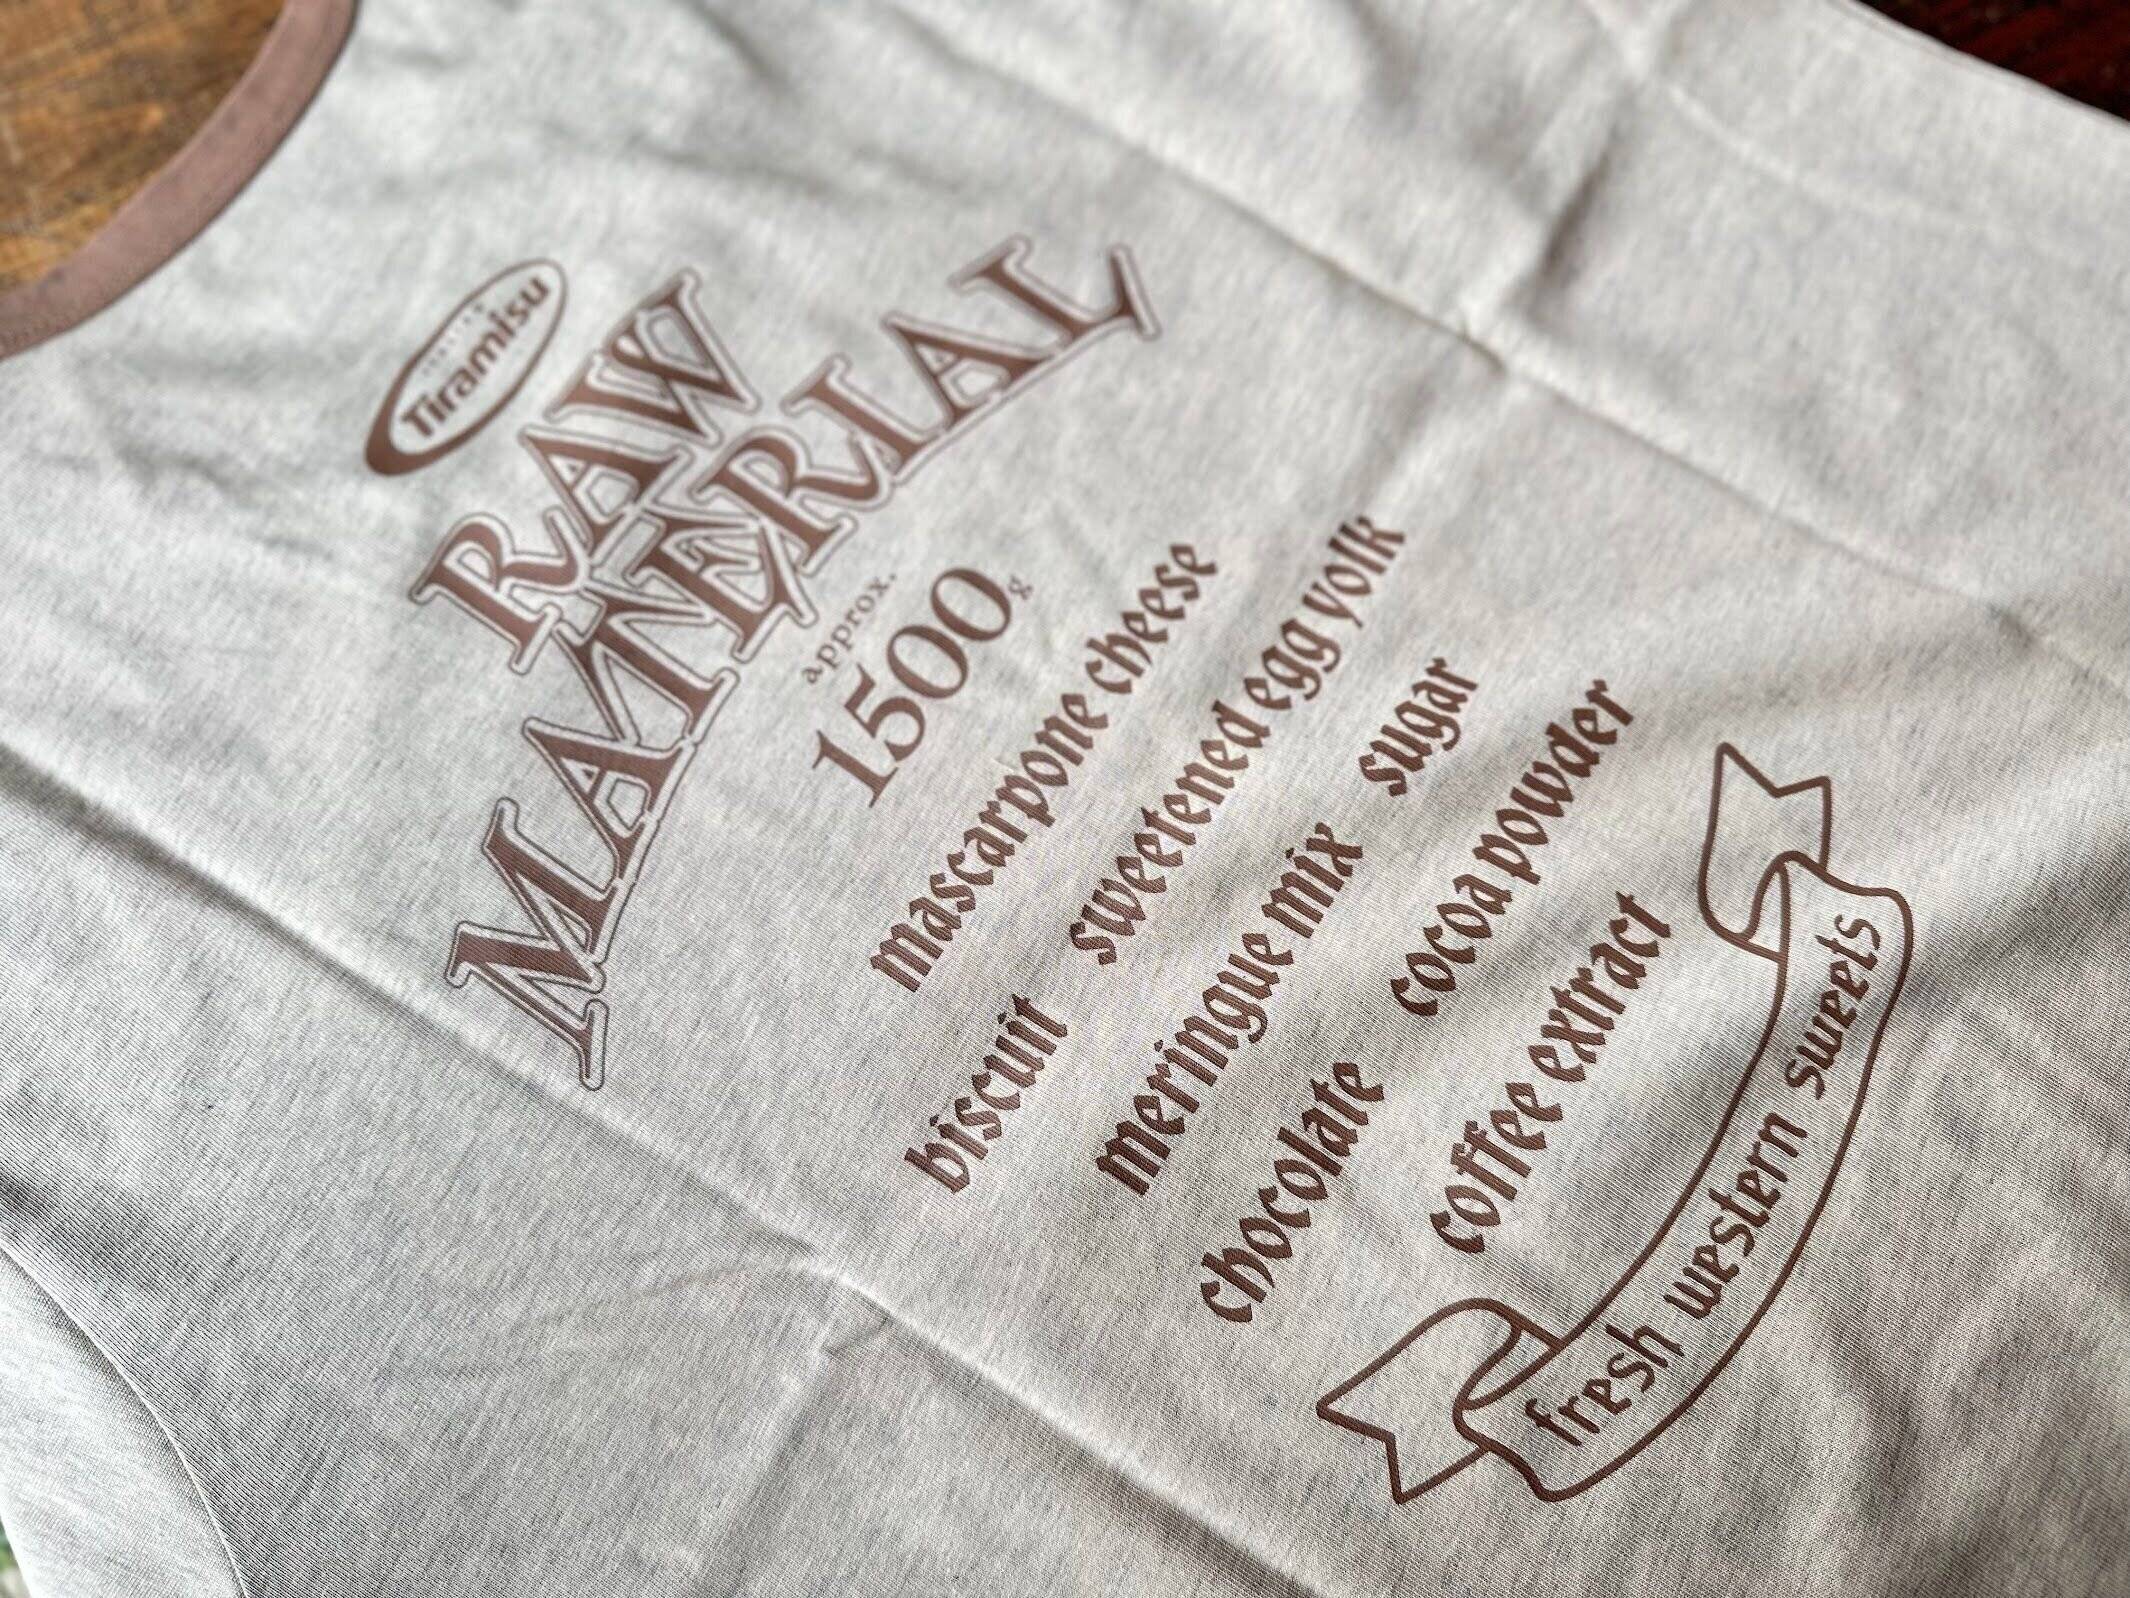 Tiramisu
RAW
MATERIAL
approx.
1500g
mascarpone cheese
biscuit sweetened egg yolk
meringue mix sugar
chocolate cocoa powder
coffee extract
fresh western sweets